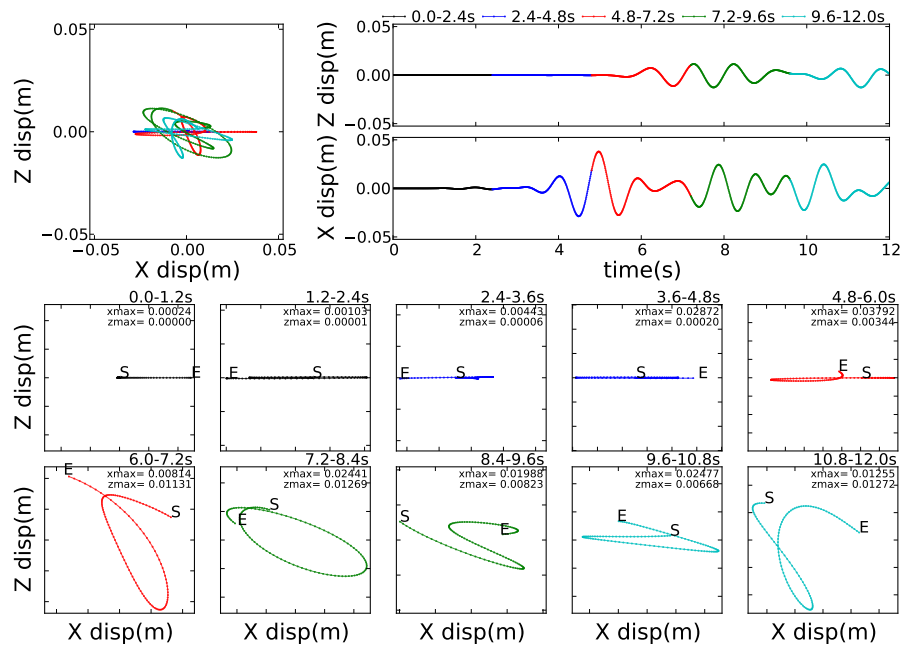 0.0-2.4s 2.4-4.8s 4.8-7.2s 7.2-9.6s 9.6-12.0s
0.05
0.00
−0.05
Z disp(m)
−0.05 0.00 0.05
X disp(m)
0.05
0.00
−0.05
Z disp(m)
0.05
0.00
−0.05
X disp(m)
0 2 4 6 8 10 12
time(s)
0.0-1.2s
xmax= 0.00024
zmax= 0.00000
S
E
1.2-2.4s
xmax= 0.00103
zmax= 0.00001
S
E
2.4-3.6s
xmax= 0.00443
zmax= 0.00006
S
E
3.6-4.8s
xmax= 0.02872
zmax= 0.00020
S
E
4.8-6.0s
xmax= 0.03792
zmax= 0.00344
S
E
Z disp(m)
6.0-7.2s
xmax= 0.00814
zmax= 0.01131
S
E
7.2-8.4s
xmax= 0.02441
zmax= 0.01269
S
E
8.4-9.6s
xmax= 0.01988
zmax= 0.00823
S
E
9.6-10.8s
xmax= 0.02477
zmax= 0.00668
S
E
10.8-12.0s
xmax= 0.01255
zmax= 0.01272
S
E
Z disp(m)
X disp(m) X disp(m) X disp(m) X disp(m) X disp(m)